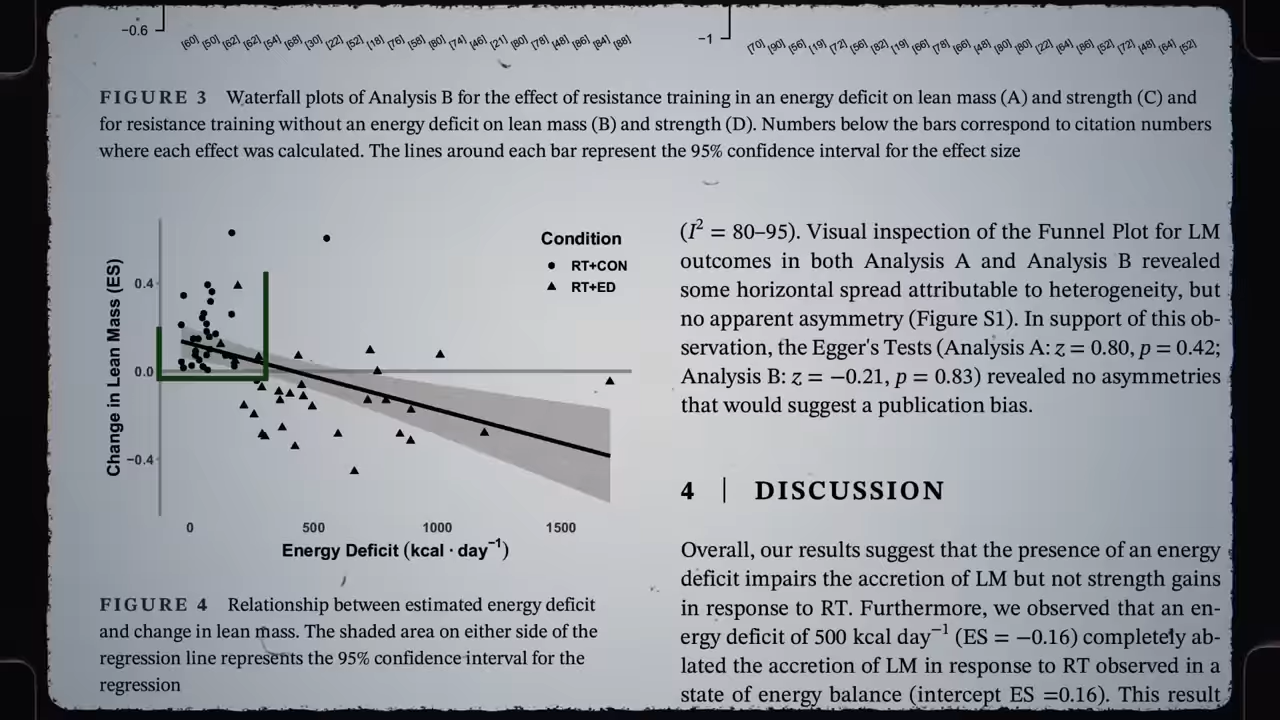 −0.6
[60] [50] [62] [62] [54] [68] [30] [22] [52] [18] [76] [58] [80] [74] [46] [21] [80] [78] [48] [86] [84] [88]
−1
[70] [90] [56] [19] [72] [56] [82] [19] [66] [78] [66] [48] [80] [80] [22] [64] [86] [52] [72] [48] [64] [52]
FIGURE 3 Waterfall plots of Analysis B for the effect of resistance training in an energy deficit on lean mass (A) and strength (C) and
for resistance training without an energy deficit on lean mass (B) and strength (D). Numbers below the bars correspond to citation numbers
where each effect was calculated. The lines around each bar represent the 95% confidence interval for the effect size
Condition
RT+CON
RT+ED
Change in Lean Mass (ES)
0.4
0.0
−0.4
0 500 1000 1500
Energy Deficit (kcal · day⁻¹)
FIGURE 4 Relationship between estimated energy deficit
and change in lean mass. The shaded area on either side of the
regression line represents the 95% confidence interval for the
regression
(I² = 80–95). Visual inspection of the Funnel Plot for LM
outcomes in both Analysis A and Analysis B revealed
some horizontal spread attributable to heterogeneity, but
no apparent asymmetry (Figure S1). In support of this ob-
servation, the Egger's Tests (Analysis A: z = 0.80, p = 0.42;
Analysis B: z = −0.21, p = 0.83) revealed no asymmetries
that would suggest a publication bias.
4 | DISCUSSION
Overall, our results suggest that the presence of an energy
deficit impairs the accretion of LM but not strength gains
in response to RT. Furthermore, we observed that an en-
ergy deficit of 500 kcal day⁻¹ (ES = −0.16) completely ab-
lated the accretion of LM in response to RT observed in a
state of energy balance (intercept ES =0.16). This result